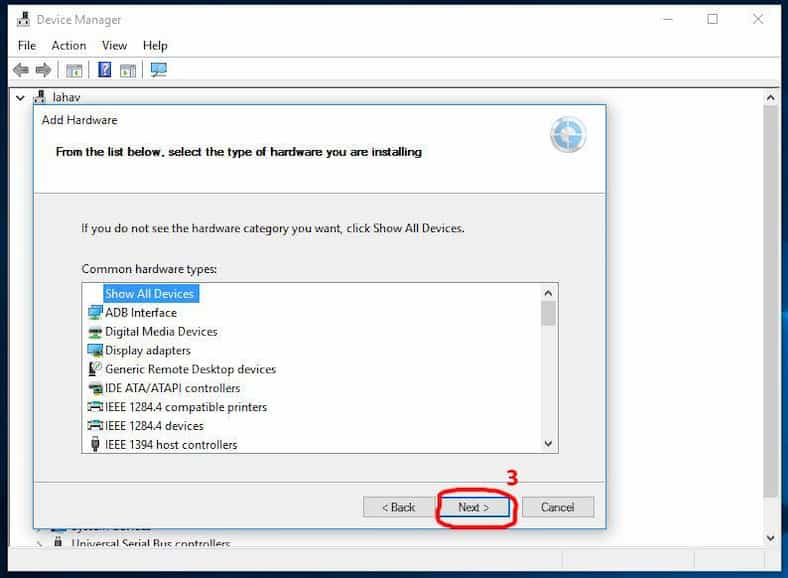 Device Manager
File Action View Help
lahav
Add Hardware
From the list below, select the type of hardware you are installing
If you do not see the hardware category you want, click Show All Devices.
Common hardware types:
Show All Devices
ADB Interface
Digital Media Devices
Display adapters
Generic Remote Desktop devices
IDE ATA/ATAPI controllers
IEEE 1284.4 compatible printers
IEEE 1284.4 devices
IEEE 1394 host controllers
3
< Back Next > Cancel
System devices
Universal Serial Bus controllers